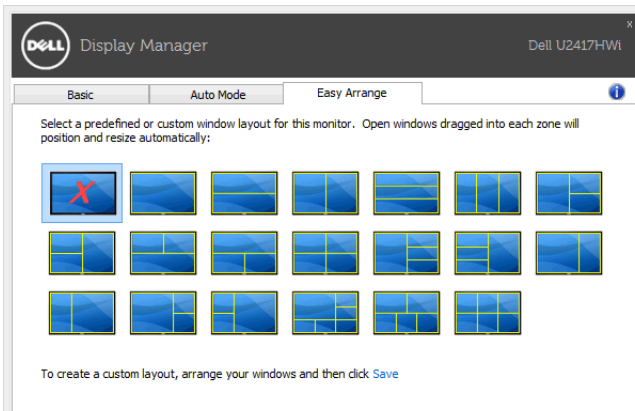 DELL
Display Manager
Dell U2417HWi
x
Basic
Auto Mode
Easy Arrange
Select a predefined or custom window layout for this monitor. Open windows dragged into each zone will
position and resize automatically:
To create a custom layout, arrange your windows and then click Save